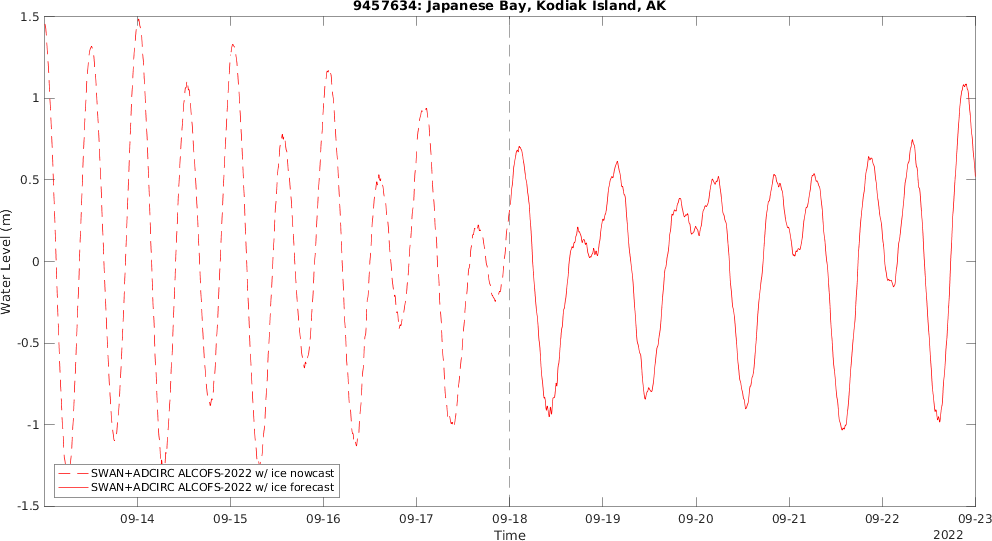 9457634: Japanese Bay, Kodiak Island, AK
1.5
1
0.5
0
-0.5
-1
-1.5
Water Level (m)
SWAN+ADCIRC ALCOFS-2022 w/ ice nowcast
SWAN+ADCIRC ALCOFS-2022 w/ ice forecast
09-14 09-15 09-16 09-17 09-18 09-19 09-20 09-21 09-22 09-23
Time
2022